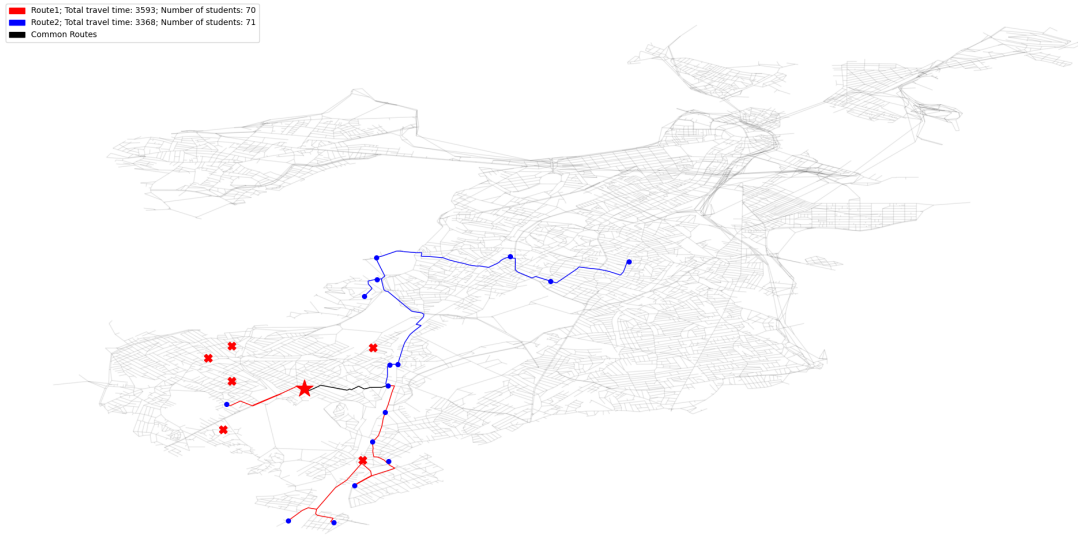 Route1; Total travel time: 3593; Number of students: 70
Route2; Total travel time: 3368; Number of students: 71
Common Routes